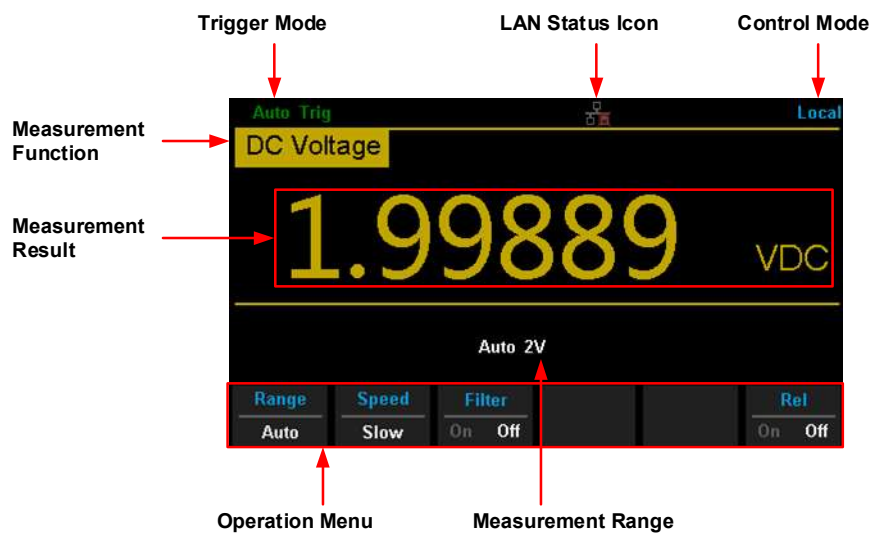 Trigger Mode LAN Status Icon Control Mode
Auto Trig Local
Measurement
Function
DC Voltage
Measurement
Result
1.99889 VDC
Auto 2V
Range Speed Filter Rel
Auto Slow On Off On Off
Operation Menu Measurement Range